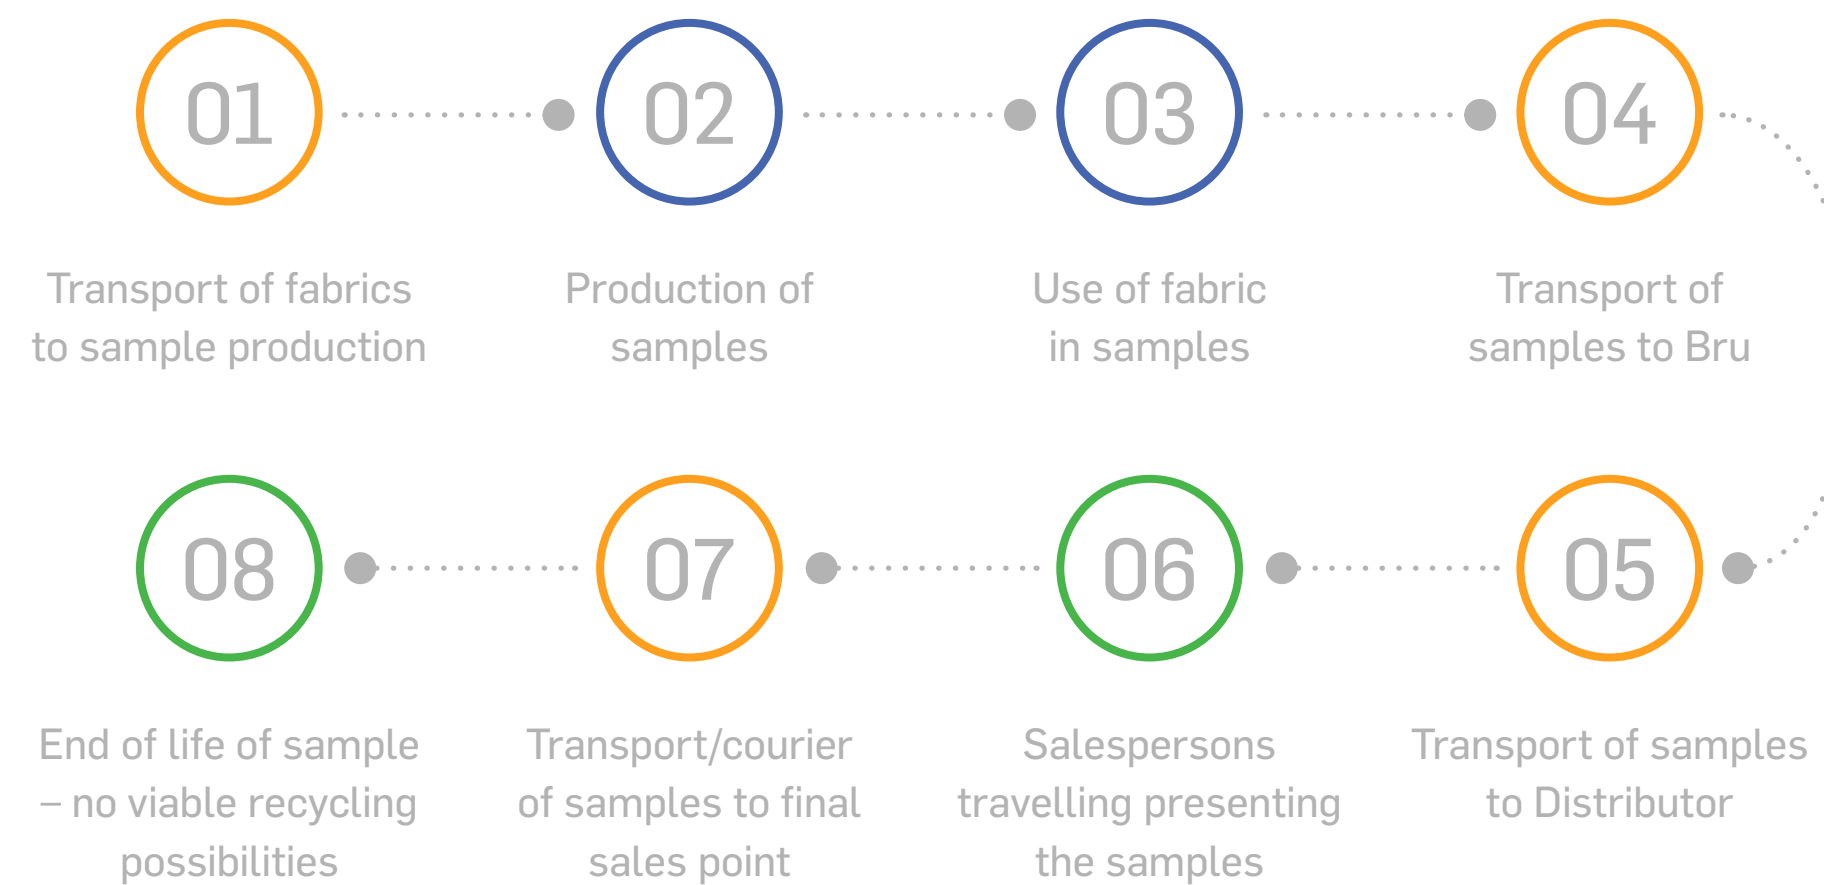 01
Transport of fabrics
to sample production
02
Production of
samples
03
Use of fabric
in samples
04
Transport of
samples to Bru
05
Transport of samples
to Distributor
06
Salespersons
travelling presenting
the samples
07
Transport/courier
of samples to final
sales point
08
End of life of sample
– no viable recycling
possibilities